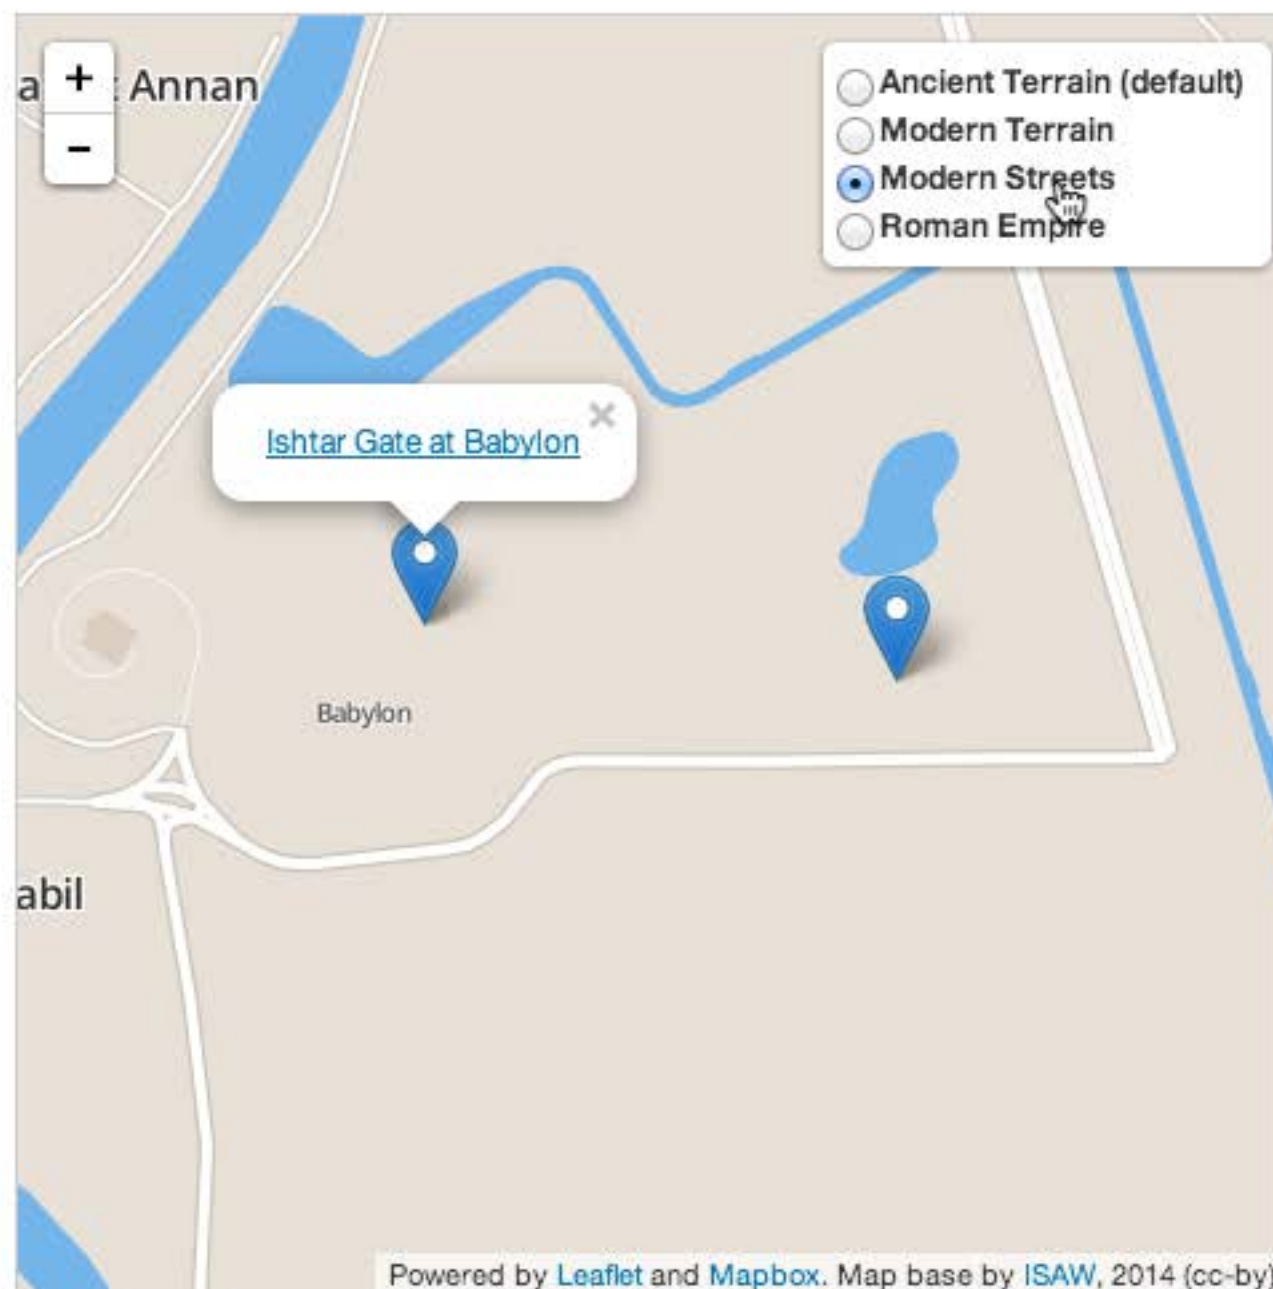 +
a Annan
−
Ancient Terrain (default)
Modern Terrain
Modern Streets
Roman Empire
Ishtar Gate at Babylon
×
Babylon
abil
Powered by Leaflet and Mapbox. Map base by ISAW, 2014 (cc-by)